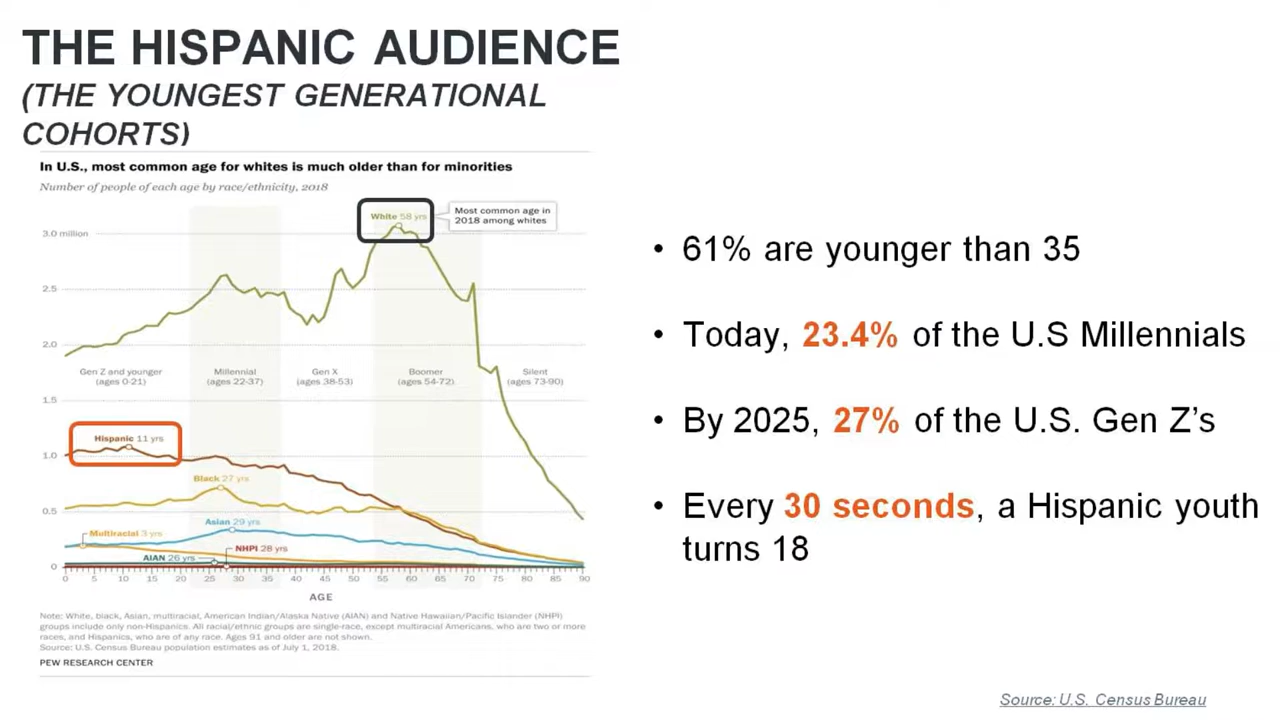 THE HISPANIC AUDIENCE
(THE YOUNGEST GENERATIONAL
COHORTS)
In U.S., most common age for whites is much older than for minorities
Number of people of each age by race/ethnicity, 2018
White 58 yrs
Most common age in
2018 among whites
3.0 million
2.5
2.0
Gen Z and younger
(ages 0-21)
Millennial
(ages 22-37)
Gen X
(ages 38-53)
Boomer
(ages 54-72)
Silent
(ages 73-90)
1.5
Hispanic 11 yrs
1.0
Black 27 yrs
0.5
Asian 29 yrs
Multiracial 3 yrs
NHPI 28 yrs
AIAN 26 yrs
0
0 5 10 15 20 25 30 35 40 45 50 55 60 65 70 75 80 85 90
AGE
Note: White, black, Asian, multiracial, American Indian/Alaska Native (AIAN) and Native Hawaiian/Pacific Islander (NHPI)
groups include only non-Hispanics. All racial/ethnic groups are single-race, except multiracial Americans, who are two or more
races, and Hispanics, who are of any race. Ages 91 and older are not shown.
Source: U.S. Census Bureau population estimates as of July 1, 2018.
PEW RESEARCH CENTER
• 61% are younger than 35
• Today, 23.4% of the U.S Millennials
• By 2025, 27% of the U.S. Gen Z’s
• Every 30 seconds, a Hispanic youth
turns 18
Source: U.S. Census Bureau